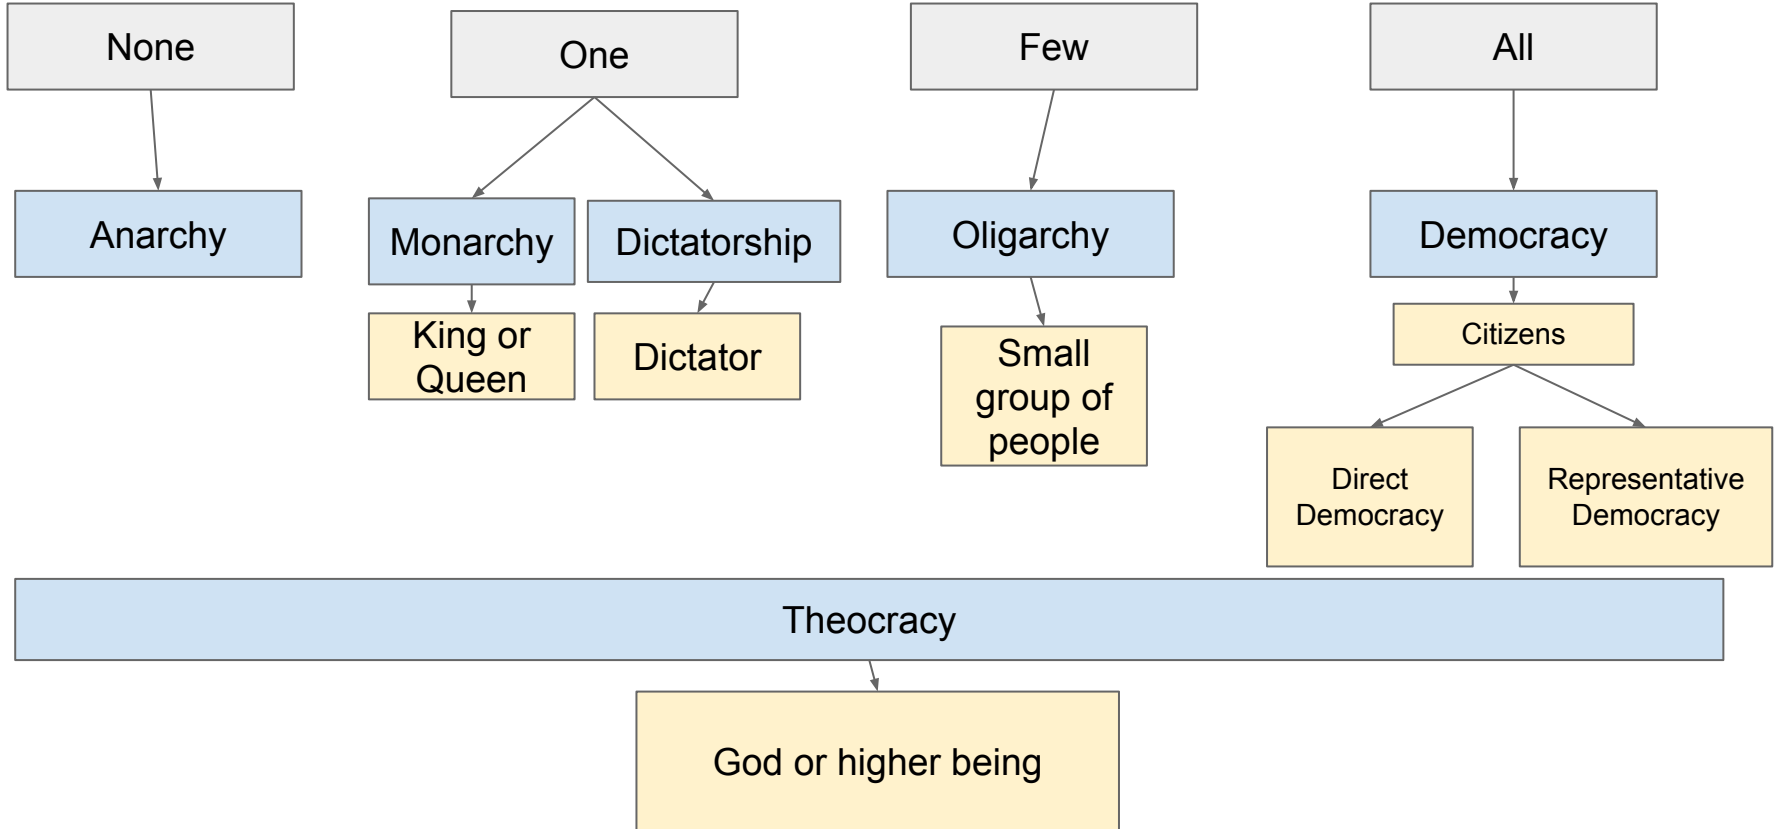 None
One
Few
All
Anarchy
Monarchy
Dictatorship
Oligarchy
Democracy
King or
Queen
Dictator
Small
group of
people
Citizens
Direct
Democracy
Representative
Democracy
Theocracy
God or higher being